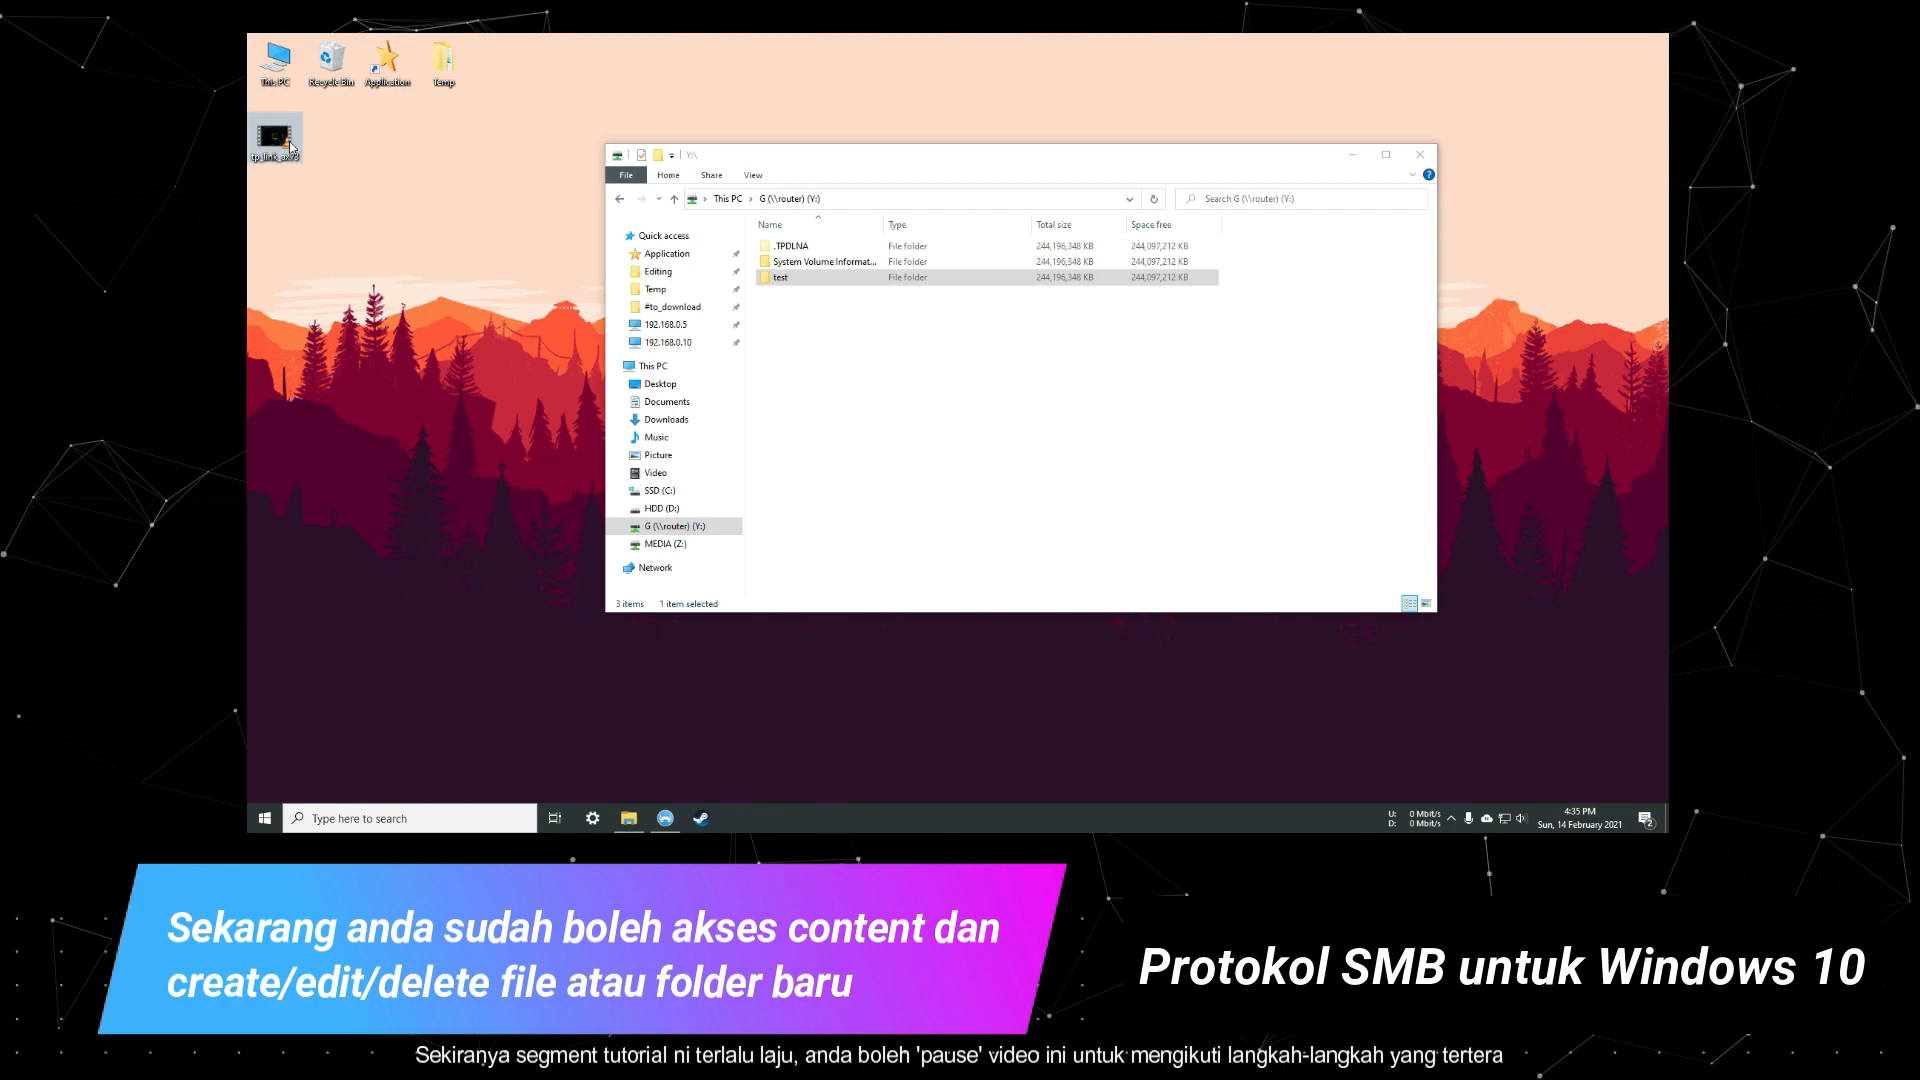 This PC
Recycle Bin
Application
Temp
tp_link_ax73
Y:\
File Home Share View
This PC > G (\\router) (Y:)
Search G (\\router) (Y:)
Name Type Total size Space free
.TPDLNA File folder 244,196,348 KB 244,097,212 KB
System Volume Informat... File folder 244,196,348 KB 244,097,212 KB
test File folder 244,196,348 KB 244,097,212 KB
Quick access
Application
Editing
Temp
#to_download
192.168.0.5
192.168.0.10
This PC
Desktop
Documents
Downloads
Music
Picture
Video
SSD (C:)
HDD (D:)
G (\\router) (Y:)
MEDIA (Z:)
Network
3 items 1 item selected
Type here to search
U: 0 Mbit/s
D: 0 Mbit/s
4:35 PM
Sun, 14 February 2021
2
Sekarang anda sudah boleh akses content dan
create/edit/delete file atau folder baru
Protokol SMB untuk Windows 10
Sekiranya segment tutorial ni terlalu laju, anda boleh 'pause' video ini untuk mengikuti langkah-langkah yang tertera